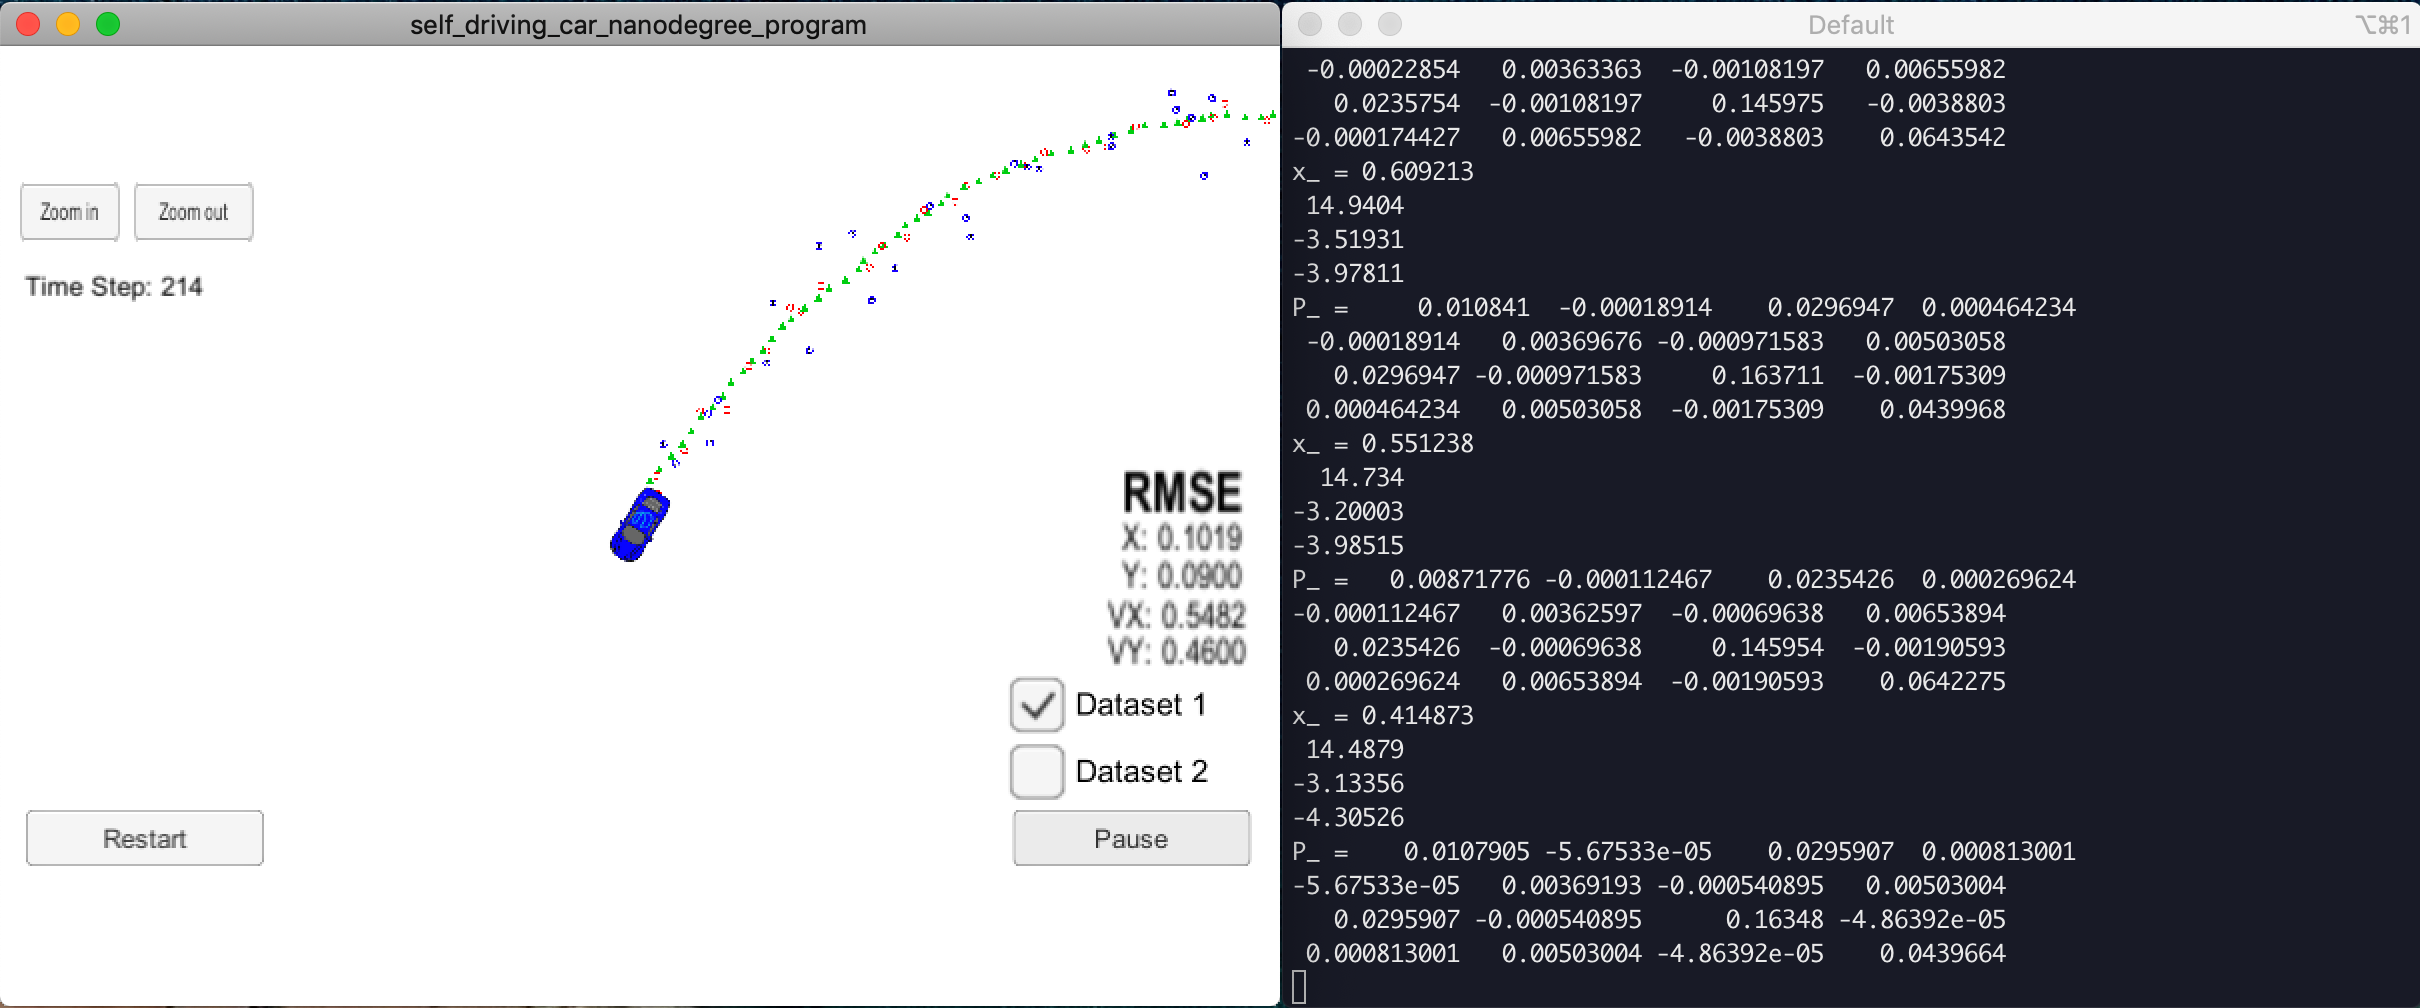 self_driving_car_nanodegree_program
Zoom in
Zoom out
Time Step: 214
RMSE
X: 0.1019
Y: 0.0900
VX: 0.5482
VY: 0.4600
Dataset 1
Dataset 2
Restart
Pause
Default
⌥⌘1
-0.00022854 0.00363363 -0.00108197 0.00655982
0.0235754 -0.00108197 0.145975 -0.0038803
-0.000174427 0.00655982 -0.0038803 0.0643542
x_ = 0.609213
14.9404
-3.51931
-3.97811
P_ = 0.010841 -0.00018914 0.0296947 0.000464234
-0.00018914 0.00369676 -0.000971583 0.00503058
0.0296947 -0.000971583 0.163711 -0.00175309
0.000464234 0.00503058 -0.00175309 0.0439968
x_ = 0.551238
14.734
-3.20003
-3.98515
P_ = 0.00871776 -0.000112467 0.0235426 0.000269624
-0.000112467 0.00362597 -0.00069638 0.00653894
0.0235426 -0.00069638 0.145954 -0.00190593
0.000269624 0.00653894 -0.00190593 0.0642275
x_ = 0.414873
14.4879
-3.13356
-4.30526
P_ = 0.0107905 -5.67533e-05 0.0295907 0.000813001
-5.67533e-05 0.00369193 -0.000540895 0.00503004
0.0295907 -0.000540895 0.16348 -4.86392e-05
0.000813001 0.00503004 -4.86392e-05 0.0439664